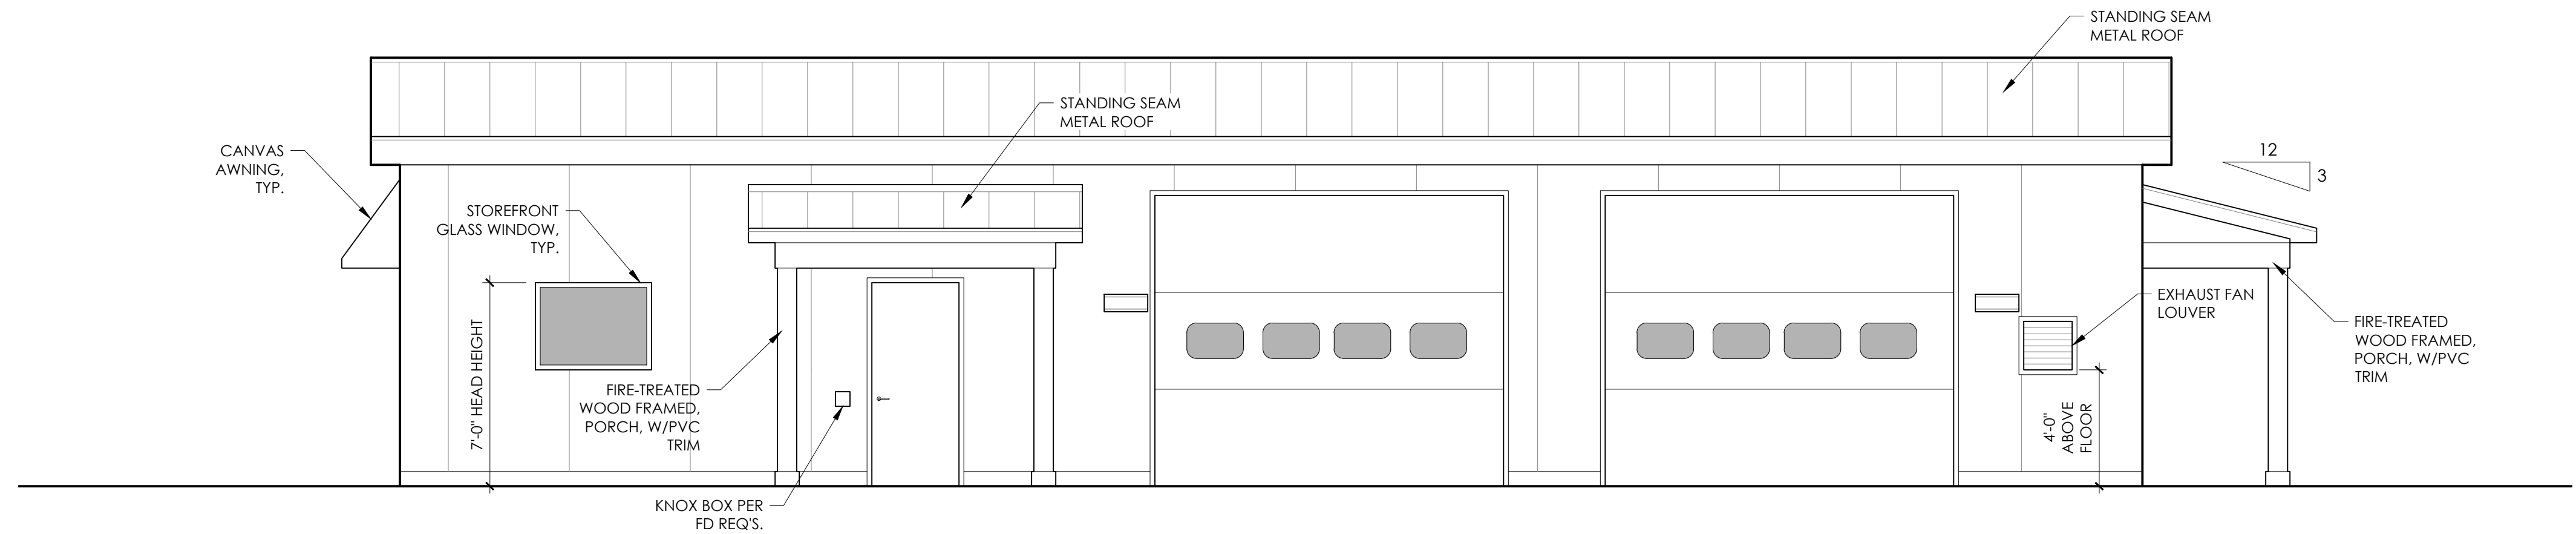 STANDING SEAM
METAL ROOF
STANDING SEAM
METAL ROOF
CANVAS
AWNING,
TYP.
12
3
STOREFRONT
GLASS WINDOW,
TYP.
EXHAUST FAN
LOUVER
FIRE-TREATED
WOOD FRAMED,
PORCH, W/PVC
TRIM
7'-0" HEAD HEIGHT
FIRE-TREATED
WOOD FRAMED,
PORCH, W/PVC
TRIM
4'-0"
ABOVE
FLOOR
KNOX BOX PER
FD REQ'S.